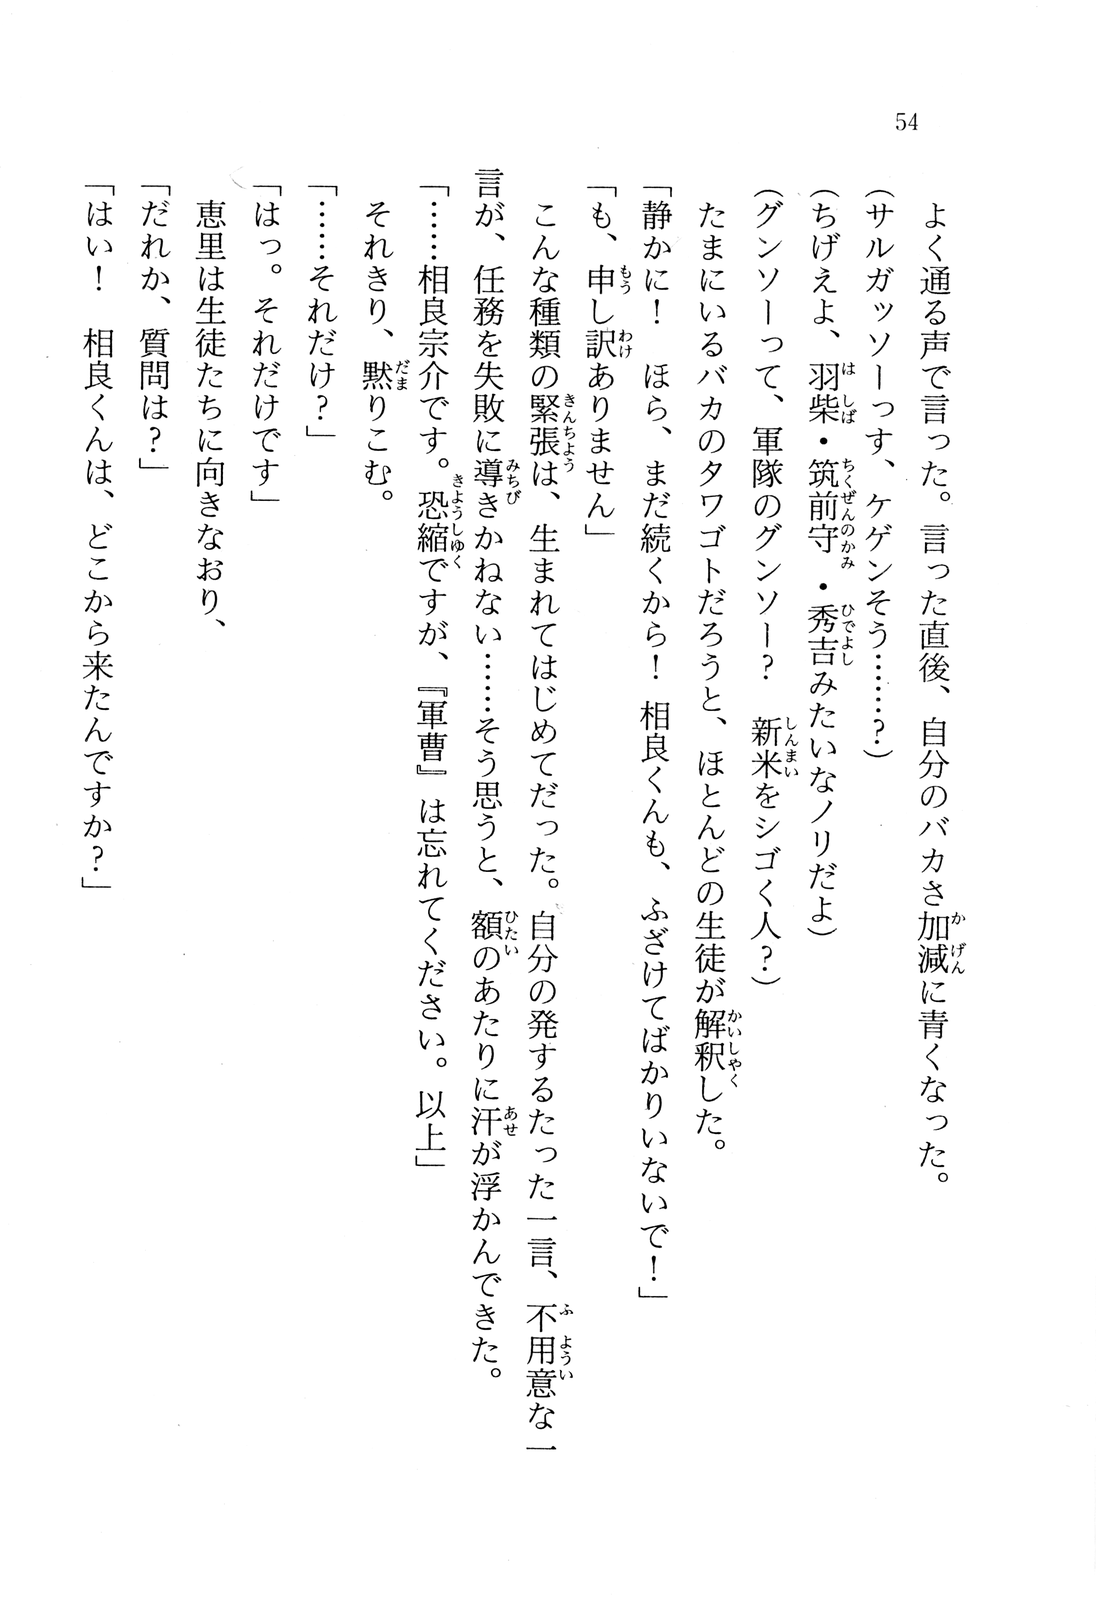 54
よく通る声で言った。言った直後、自分のバカさ加減に青くなった。
(サルガッソーっす、ケゲンそう……?)
(ちげえよ、羽柴・筑前守・秀吉みたいなノリだよ)
(グンソーって、軍隊のグンソー? 新米をシゴく人?)
たまにいるバカのタワゴトだろうと、ほとんどの生徒が解釈した。
「静かに! ほら、まだ続くから! 相良くんも、ふざけてばかりいないで!」
「も、申し訳ありません」
こんな種類の緊張は、生まれてはじめてだった。自分の発するたった一言、不用意な一
言が、任務を失敗に導きかねない……そう思うと、額のあたりに汗が浮かんできた。
「……相良宗介です。恐縮ですが、『軍曹』は忘れてください。以上」
それきり、黙りこむ。
「……それだけ?」
「はっ。それだけです」
恵里は生徒たちに向きなおり、
「だれか、質問は?」
「はい! 相良くんは、どこから来たんですか?」